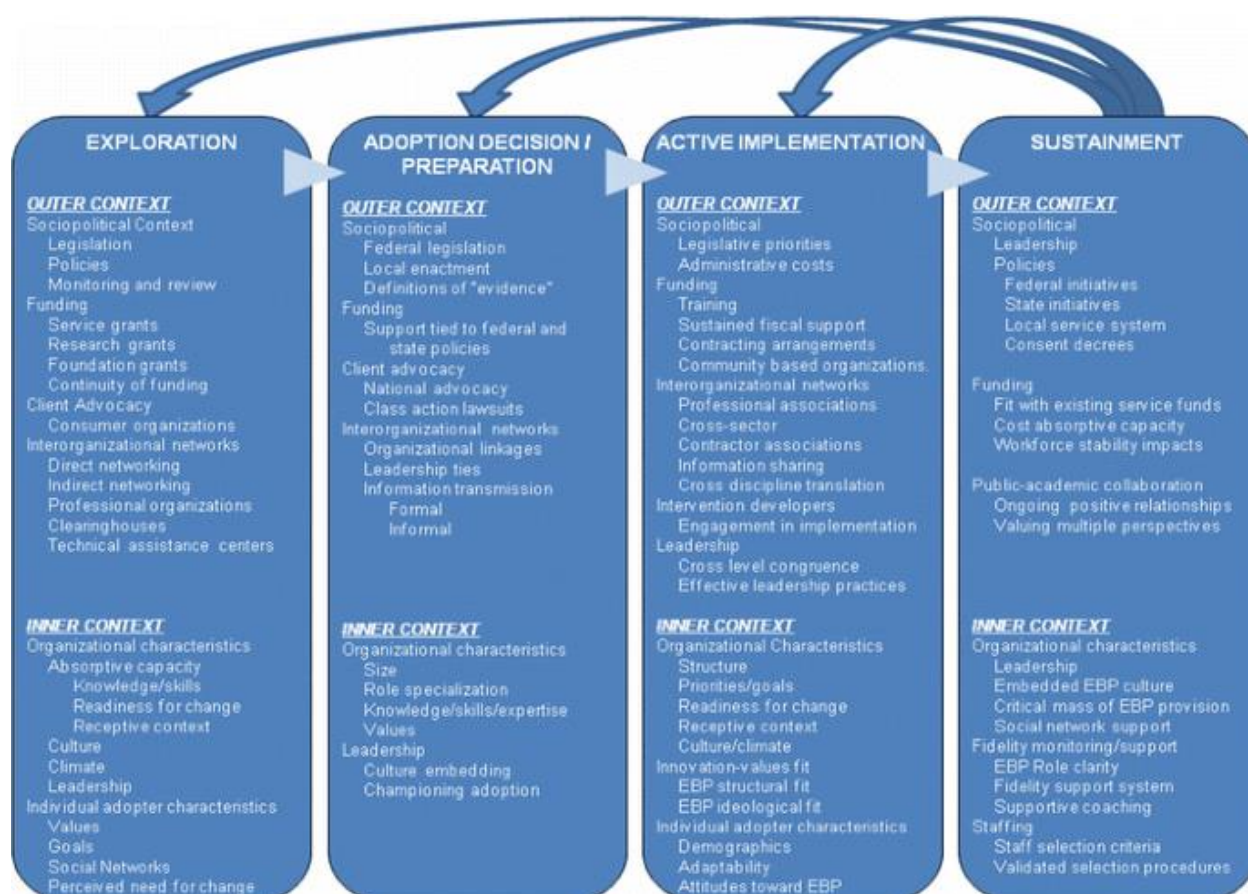 EXPLORATION
OUTER CONTEXT
Sociopolitical Context
Legislation
Policies
Monitoring and review
Funding
Service grants
Research grants
Foundation grants
Continuity of funding
Client Advocacy
Consumer organizations
Interorganizational networks
Direct networking
Indirect networking
Professional organizations
Clearinghouses
Technical assistance centers
INNER CONTEXT
Organizational characteristics
Absorptive capacity
Knowledge/skills
Readiness for change
Receptive context
Culture
Climate
Leadership
Individual adopter characteristics
Values
Goals
Social Networks
Perceived need for change
ADOPTION DECISION /
PREPARATION
OUTER CONTEXT
Sociopolitical
Federal legislation
Local enactment
Definitions of "evidence"
Funding
Support tied to federal and
state policies
Client advocacy
National advocacy
Class action lawsuits
Interorganizational networks
Organizational linkages
Leadership ties
Information transmission
Formal
Informal
INNER CONTEXT
Organizational characteristics
Size
Role specialization
Knowledge/skills/expertise
Values
Leadership
Culture embedding
Championing adoption
ACTIVE IMPLEMENTATION
OUTER CONTEXT
Sociopolitical
Legislative priorities
Administrative costs
Funding
Training
Sustained fiscal support
Contracting arrangements
Community based organizations.
Interorganizational networks
Professional associations
Cross-sector
Contractor associations
Information sharing
Cross discipline translation
Intervention developers
Engagement in implementation
Leadership
Cross level congruence
Effective leadership practices
INNER CONTEXT
Organizational Characteristics
Structure
Priorities/goals
Readiness for change
Receptive context
Culture/climate
Innovation-values fit
EBP structural fit
EBP ideological fit
Individual adopter characteristics
Demographics
Adaptability
Attitudes toward EBP
SUSTAINMENT
OUTER CONTEXT
Sociopolitical
Leadership
Policies
Federal initiatives
State initiatives
Local service system
Consent decrees
Funding
Fit with existing service funds
Cost absorptive capacity
Workforce stability impacts
Public-academic collaboration
Ongoing positive relationships
Valuing multiple perspectives
INNER CONTEXT
Organizational characteristics
Leadership
Embedded EBP culture
Critical mass of EBP provision
Social network support
Fidelity monitoring/support
EBP Role clarity
Fidelity support system
Supportive coaching
Staffing
Staff selection criteria
Validated selection procedures